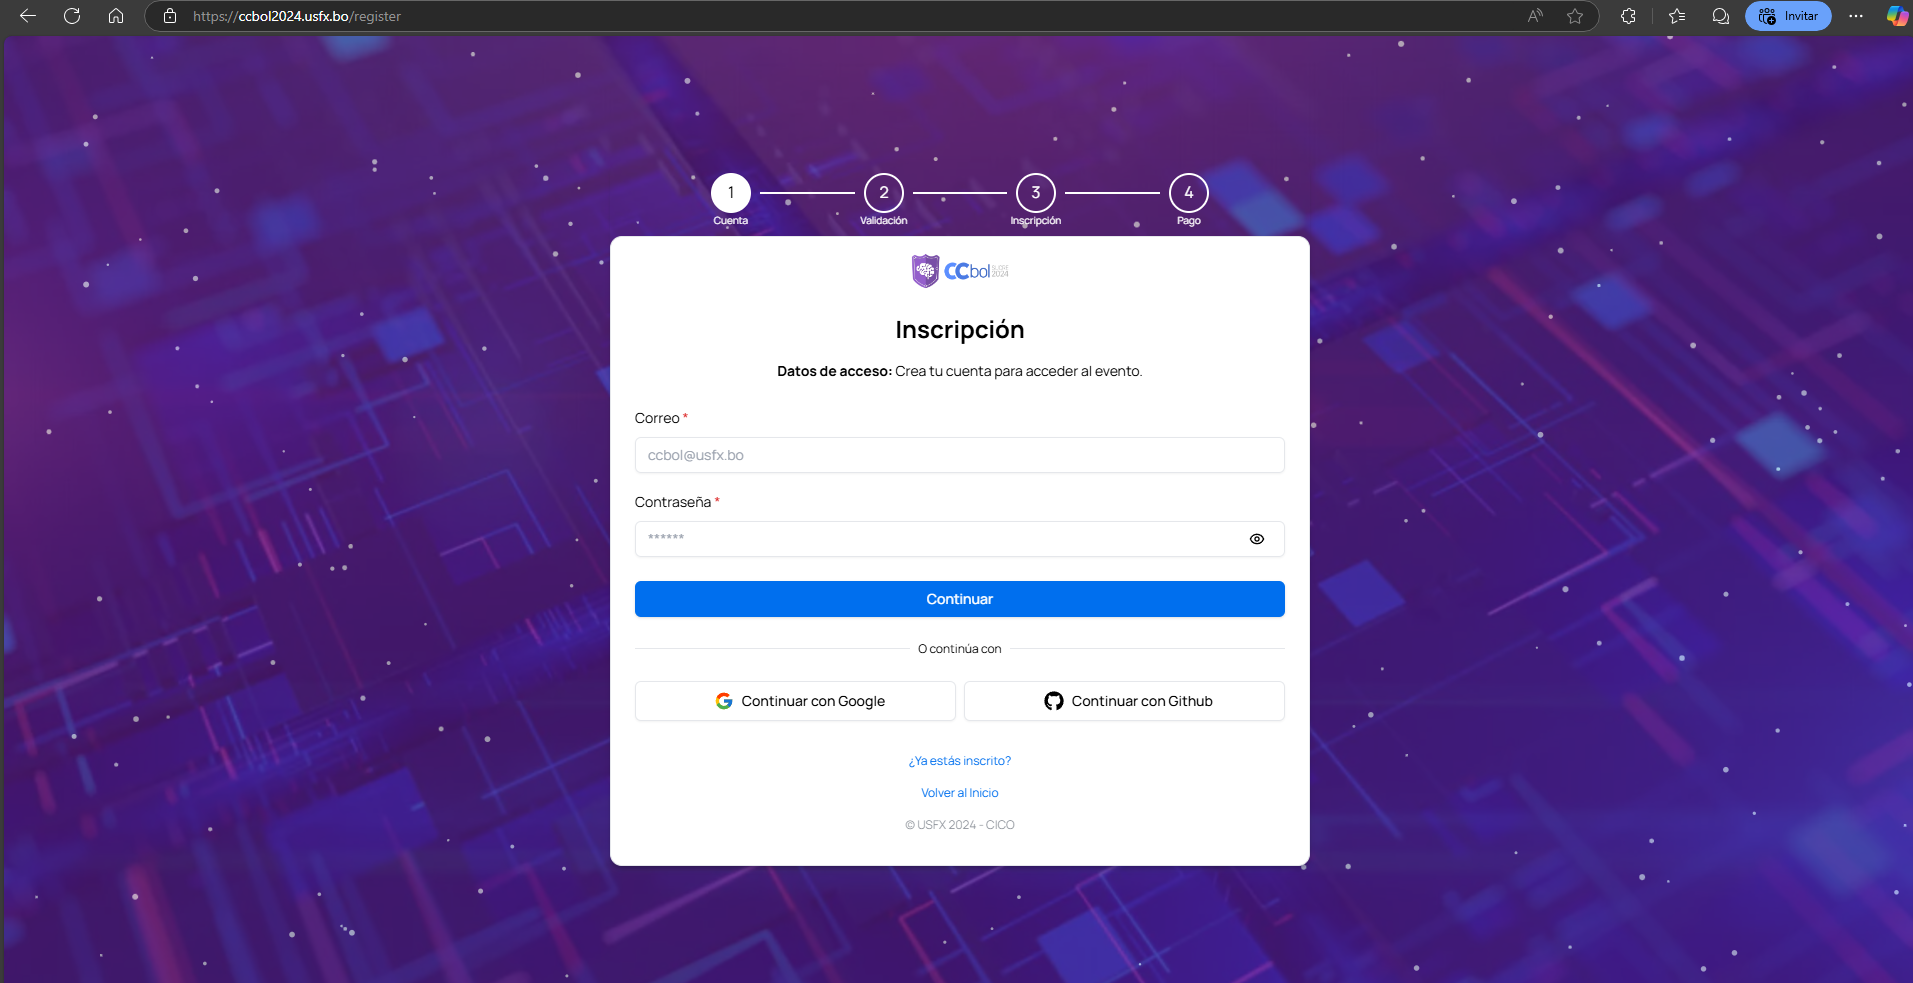 https://ccbol2024.usfx.bo/register
Invitar
1
2
3
4
Cuenta
Validación
Inscripción
Pago
CCbol SUCRE 2024
Inscripción
Datos de acceso: Crea tu cuenta para acceder al evento.
Correo *
ccbol@usfx.bo
Contraseña *
******
Continuar
O continúa con
Continuar con Google
Continuar con Github
¿Ya estás inscrito?
Volver al Inicio
© USFX 2024 - CICO